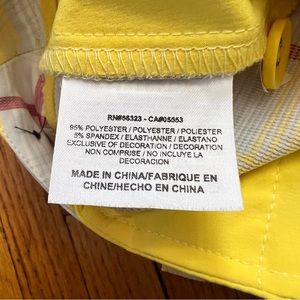 RN#66323 - CA#05553
95% POLYESTER / POLYESTER / POLIESTER
5% SPANDEX / ELASTHANNE / ELASTANO
EXCLUSIVE OF DECORATION / DECORATION
NON COMPRISE / NO INCLUYE LA
DECORACION
MADE IN CHINA/FABRIQUE EN
CHINE/HECHO EN CHINA